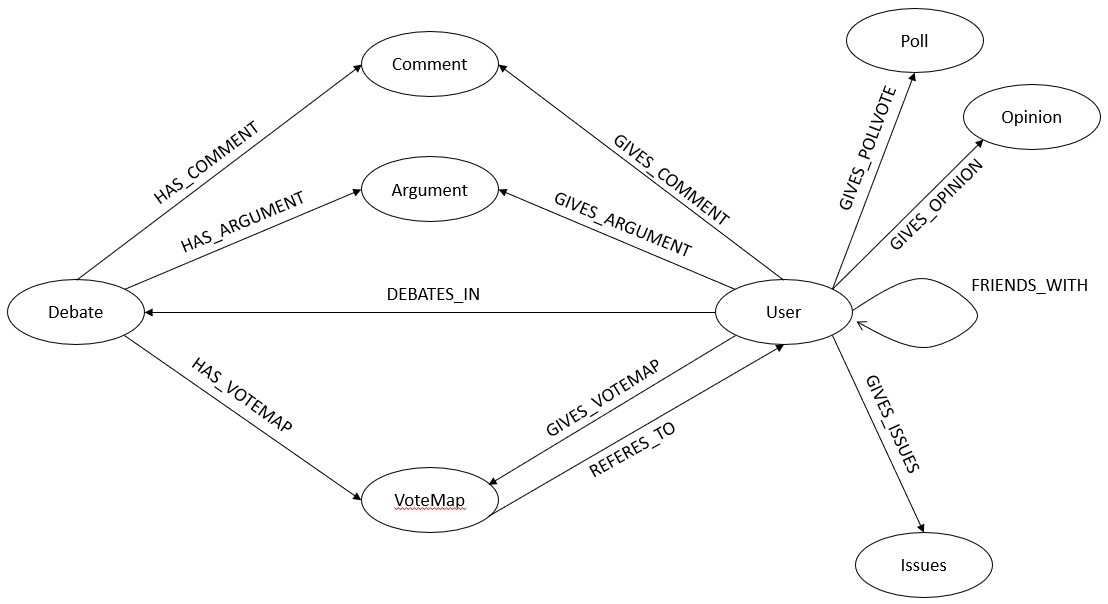 Poll
Comment
Opinion
GIVES_POLLVOTE
HAS_COMMENT
GIVES_COMMENT
Argument
HAS_ARGUMENT
GIVES_ARGUMENT
GIVES_OPINION
DEBATES_IN
FRIENDS_WITH
Debate
User
HAS_VOTEMAP
GIVES_VOTEMAP
GIVES_ISSUES
REFERES_TO
VoteMap
Issues